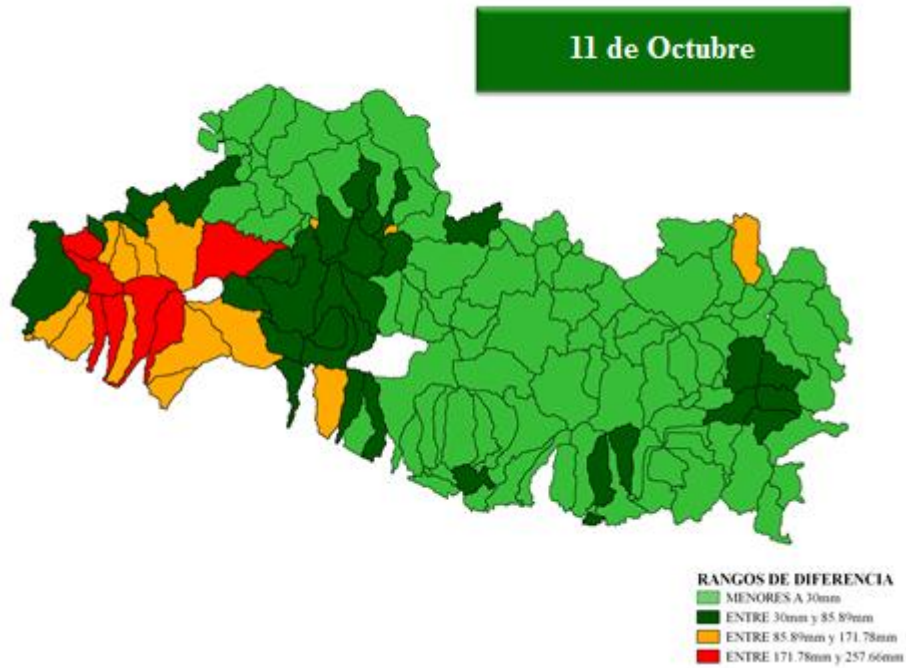 11 de Octubre
RANGOS DE DIFERENCIA
MENORES A 30mm
ENTRE 30mm y 85.89mm
ENTRE 85.89mm y 171.78mm
ENTRE 171.78mm y 257.66mm